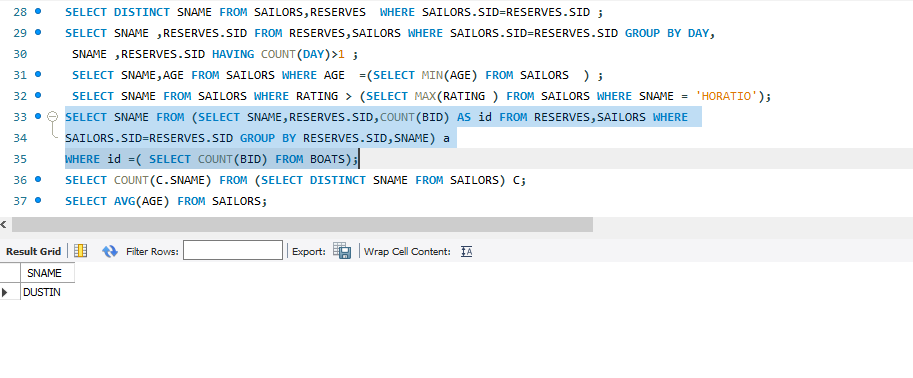 28 SELECT DISTINCT SNAME FROM SAILORS,RESERVES  WHERE SAILORS.SID=RESERVES.SID ;
29 SELECT SNAME ,RESERVES.SID FROM RESERVES,SAILORS WHERE SAILORS.SID=RESERVES.SID GROUP BY DAY,
30 SNAME ,RESERVES.SID HAVING COUNT(DAY)>1 ;
31 SELECT SNAME,AGE FROM SAILORS WHERE AGE  =(SELECT MIN(AGE) FROM SAILORS  ) ;
32 SELECT SNAME FROM SAILORS WHERE RATING > (SELECT MAX(RATING ) FROM SAILORS WHERE SNAME = 'HORATIO');
33 SELECT SNAME FROM (SELECT SNAME,RESERVES.SID,COUNT(BID) AS id FROM RESERVES,SAILORS WHERE
34 SAILORS.SID=RESERVES.SID GROUP BY RESERVES.SID,SNAME) a
35 WHERE id =( SELECT COUNT(BID) FROM BOATS);
36 SELECT COUNT(C.SNAME) FROM (SELECT DISTINCT SNAME FROM SAILORS) C;
37 SELECT AVG(AGE) FROM SAILORS;
Result Grid Filter Rows: Export: Wrap Cell Content:
SNAME
DUSTIN